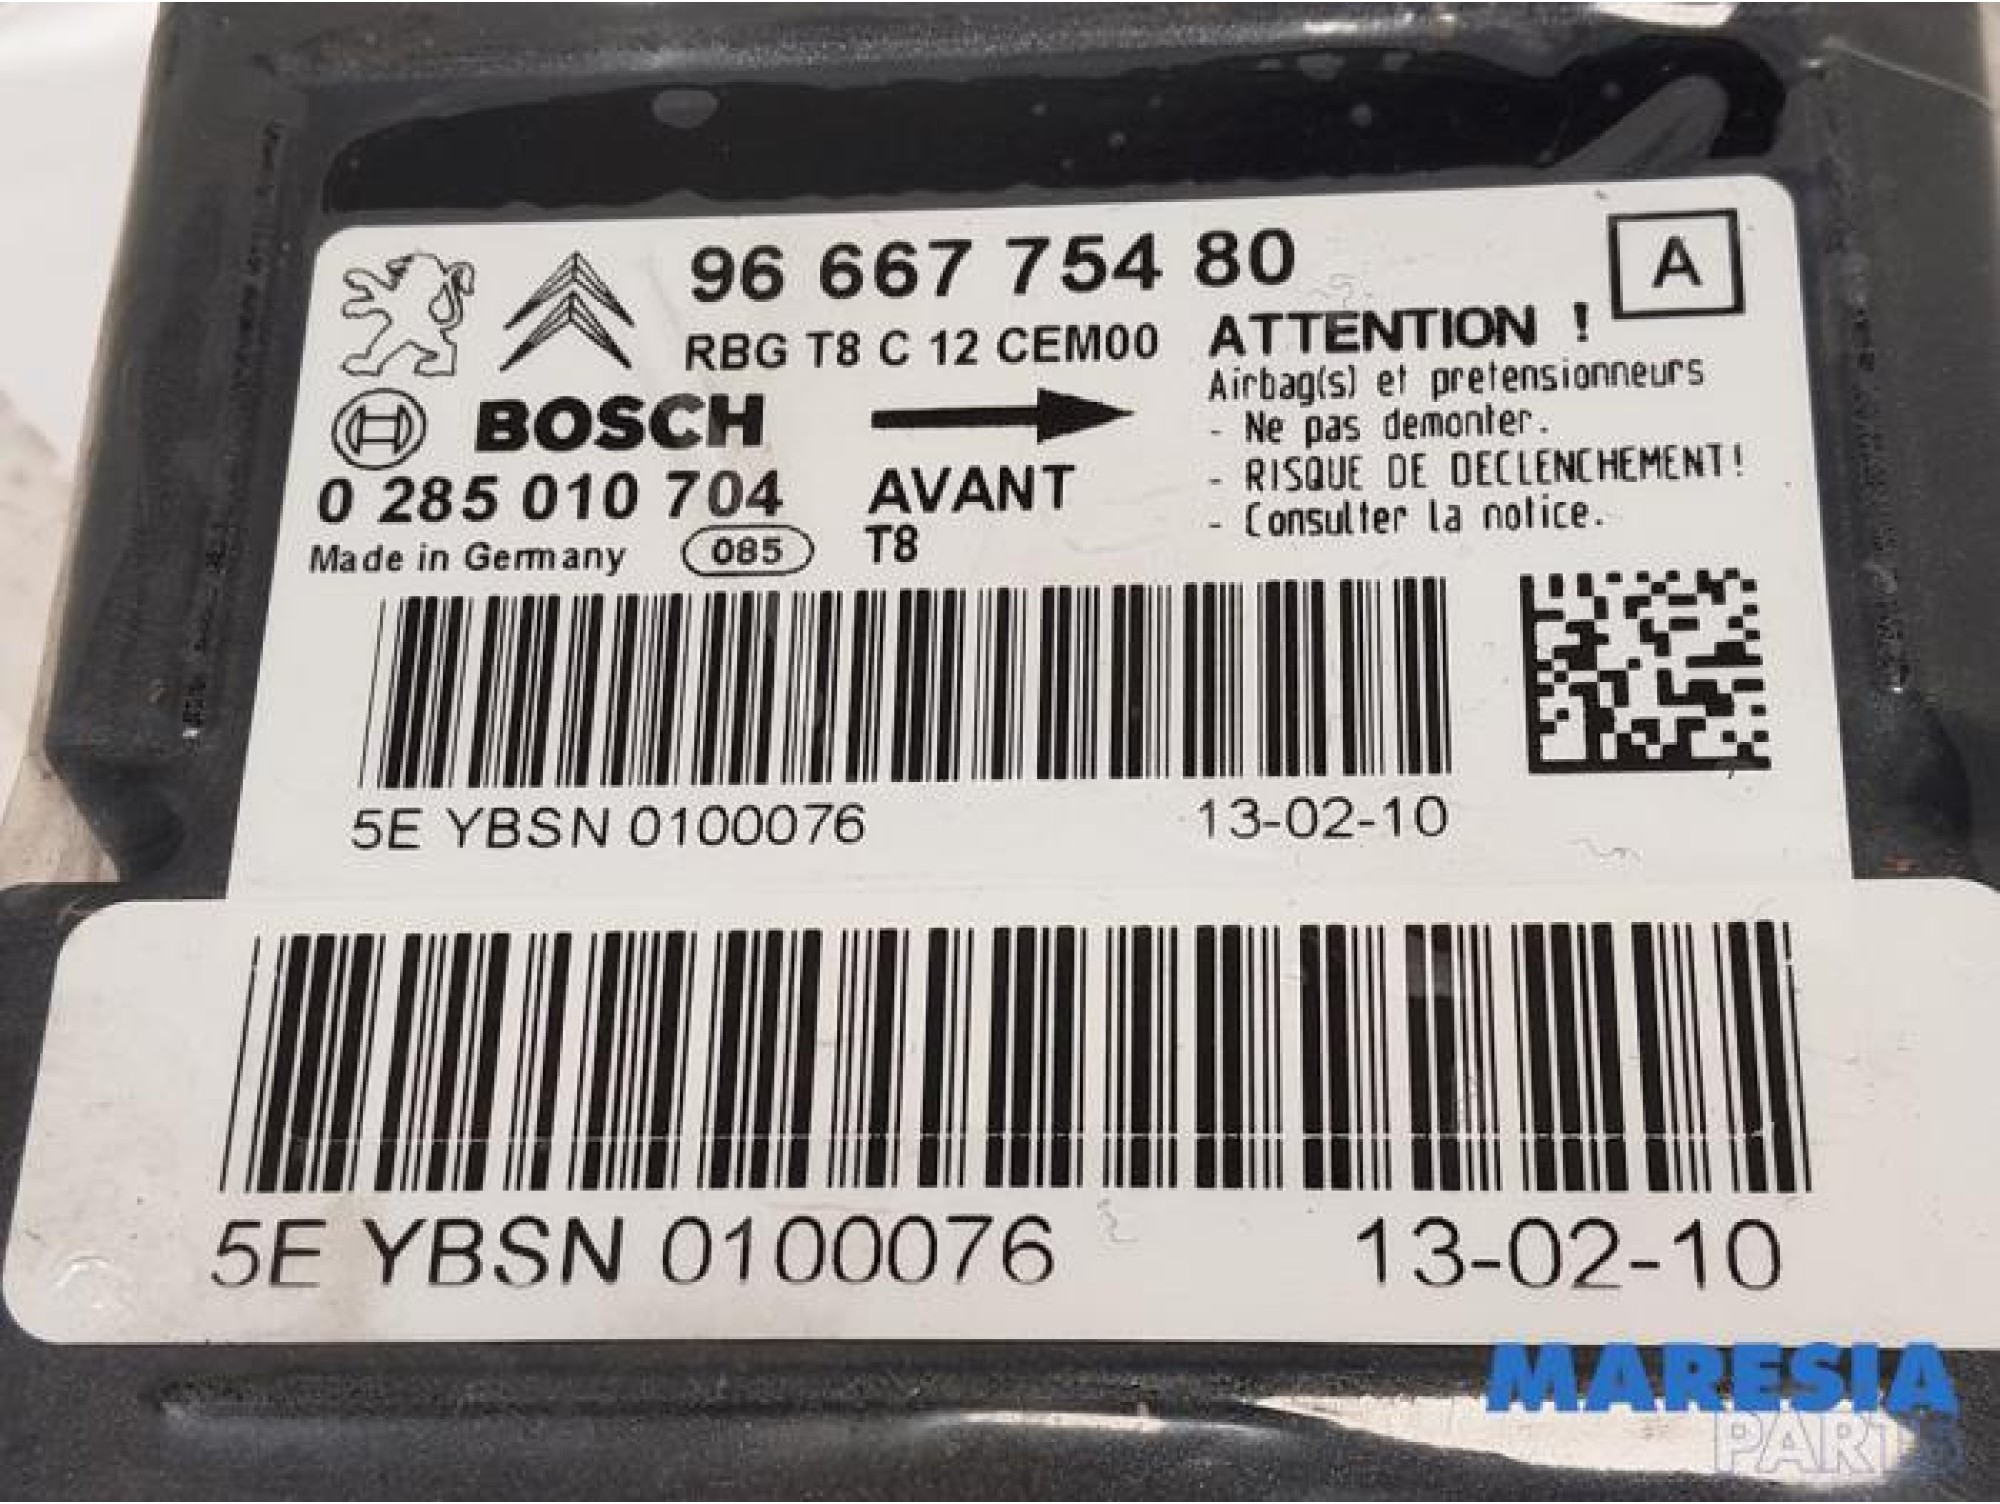 96 667 754 80
A
RBG T8 C 12 CEM00
ATTENTION !
Airbag(s) et pretensionneurs
- Ne pas demonter.
- RISQUE DE DECLENCHEMENT!
- Consulter la notice.
BOSCH
0 285 010 704
AVANT
Made in Germany
085
T8
5E YBSN 0100076
13-02-10
5E YBSN 0100076
13-02-10
MARESIA
PARTS